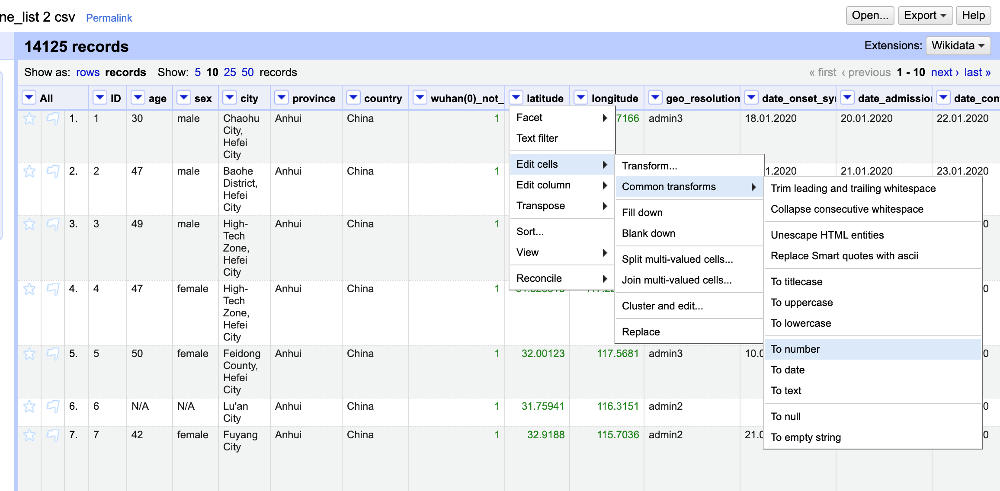 ne_list 2 csv Permalink Open... Export Help
14125 records Extensions: Wikidata
Show as: rows records Show: 5 10 25 50 records « first ‹ previous 1 - 10 next › last »
All ID age sex city province country wuhan(0)_not_ latitude longitude geo_resolution date_onset_sy date_admissio date_con
1. 1 30 male Chaohu City, Hefei City Anhui China 1 7166 admin3 18.01.2020 20.01.2020 22.01.2020
2. 2 47 male Baohe District, Hefei City Anhui China 1 1.2020 21.01.2020 23.01.2020
3. 3 49 male High-Tech Zone, Hefei City Anhui China 1 0
4. 4 47 female High-Tech Zone, Hefei City Anhui China 1 0
5. 5 50 female Feidong County, Hefei City Anhui China 1 32.00123 117.5681 admin3 10.0 0
6. 6 N/A N/A Lu'an City Anhui China 1 31.75941 116.3151 admin2 0
7. 7 42 female Fuyang City Anhui China 1 32.9188 115.7036 admin2 21.0 0
Facet
Text filter
Edit cells
Edit column
Transpose
Sort...
View
Reconcile
Transform...
Common transforms
Fill down
Blank down
Split multi-valued cells...
Join multi-valued cells...
Cluster and edit...
Replace
Trim leading and trailing whitespace
Collapse consecutive whitespace
Unescape HTML entities
Replace Smart quotes with ascii
To titlecase
To uppercase
To lowercase
To number
To date
To text
To null
To empty string